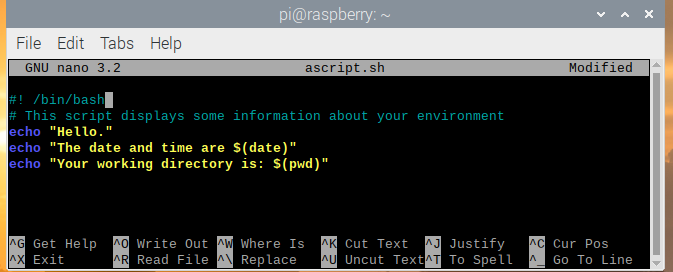 pi@raspberry: ~
File Edit Tabs Help
GNU nano 3.2 ascript.sh Modified
#! /bin/bash
# This script displays some information about your environment
echo "Hello."
echo "The date and time are $(date)"
echo "Your working directory is: $(pwd)"
^G Get Help ^O Write Out ^W Where Is ^K Cut Text ^J Justify ^C Cur Pos
^X Exit ^R Read File ^\ Replace ^U Uncut Text ^T To Spell ^_ Go To Line